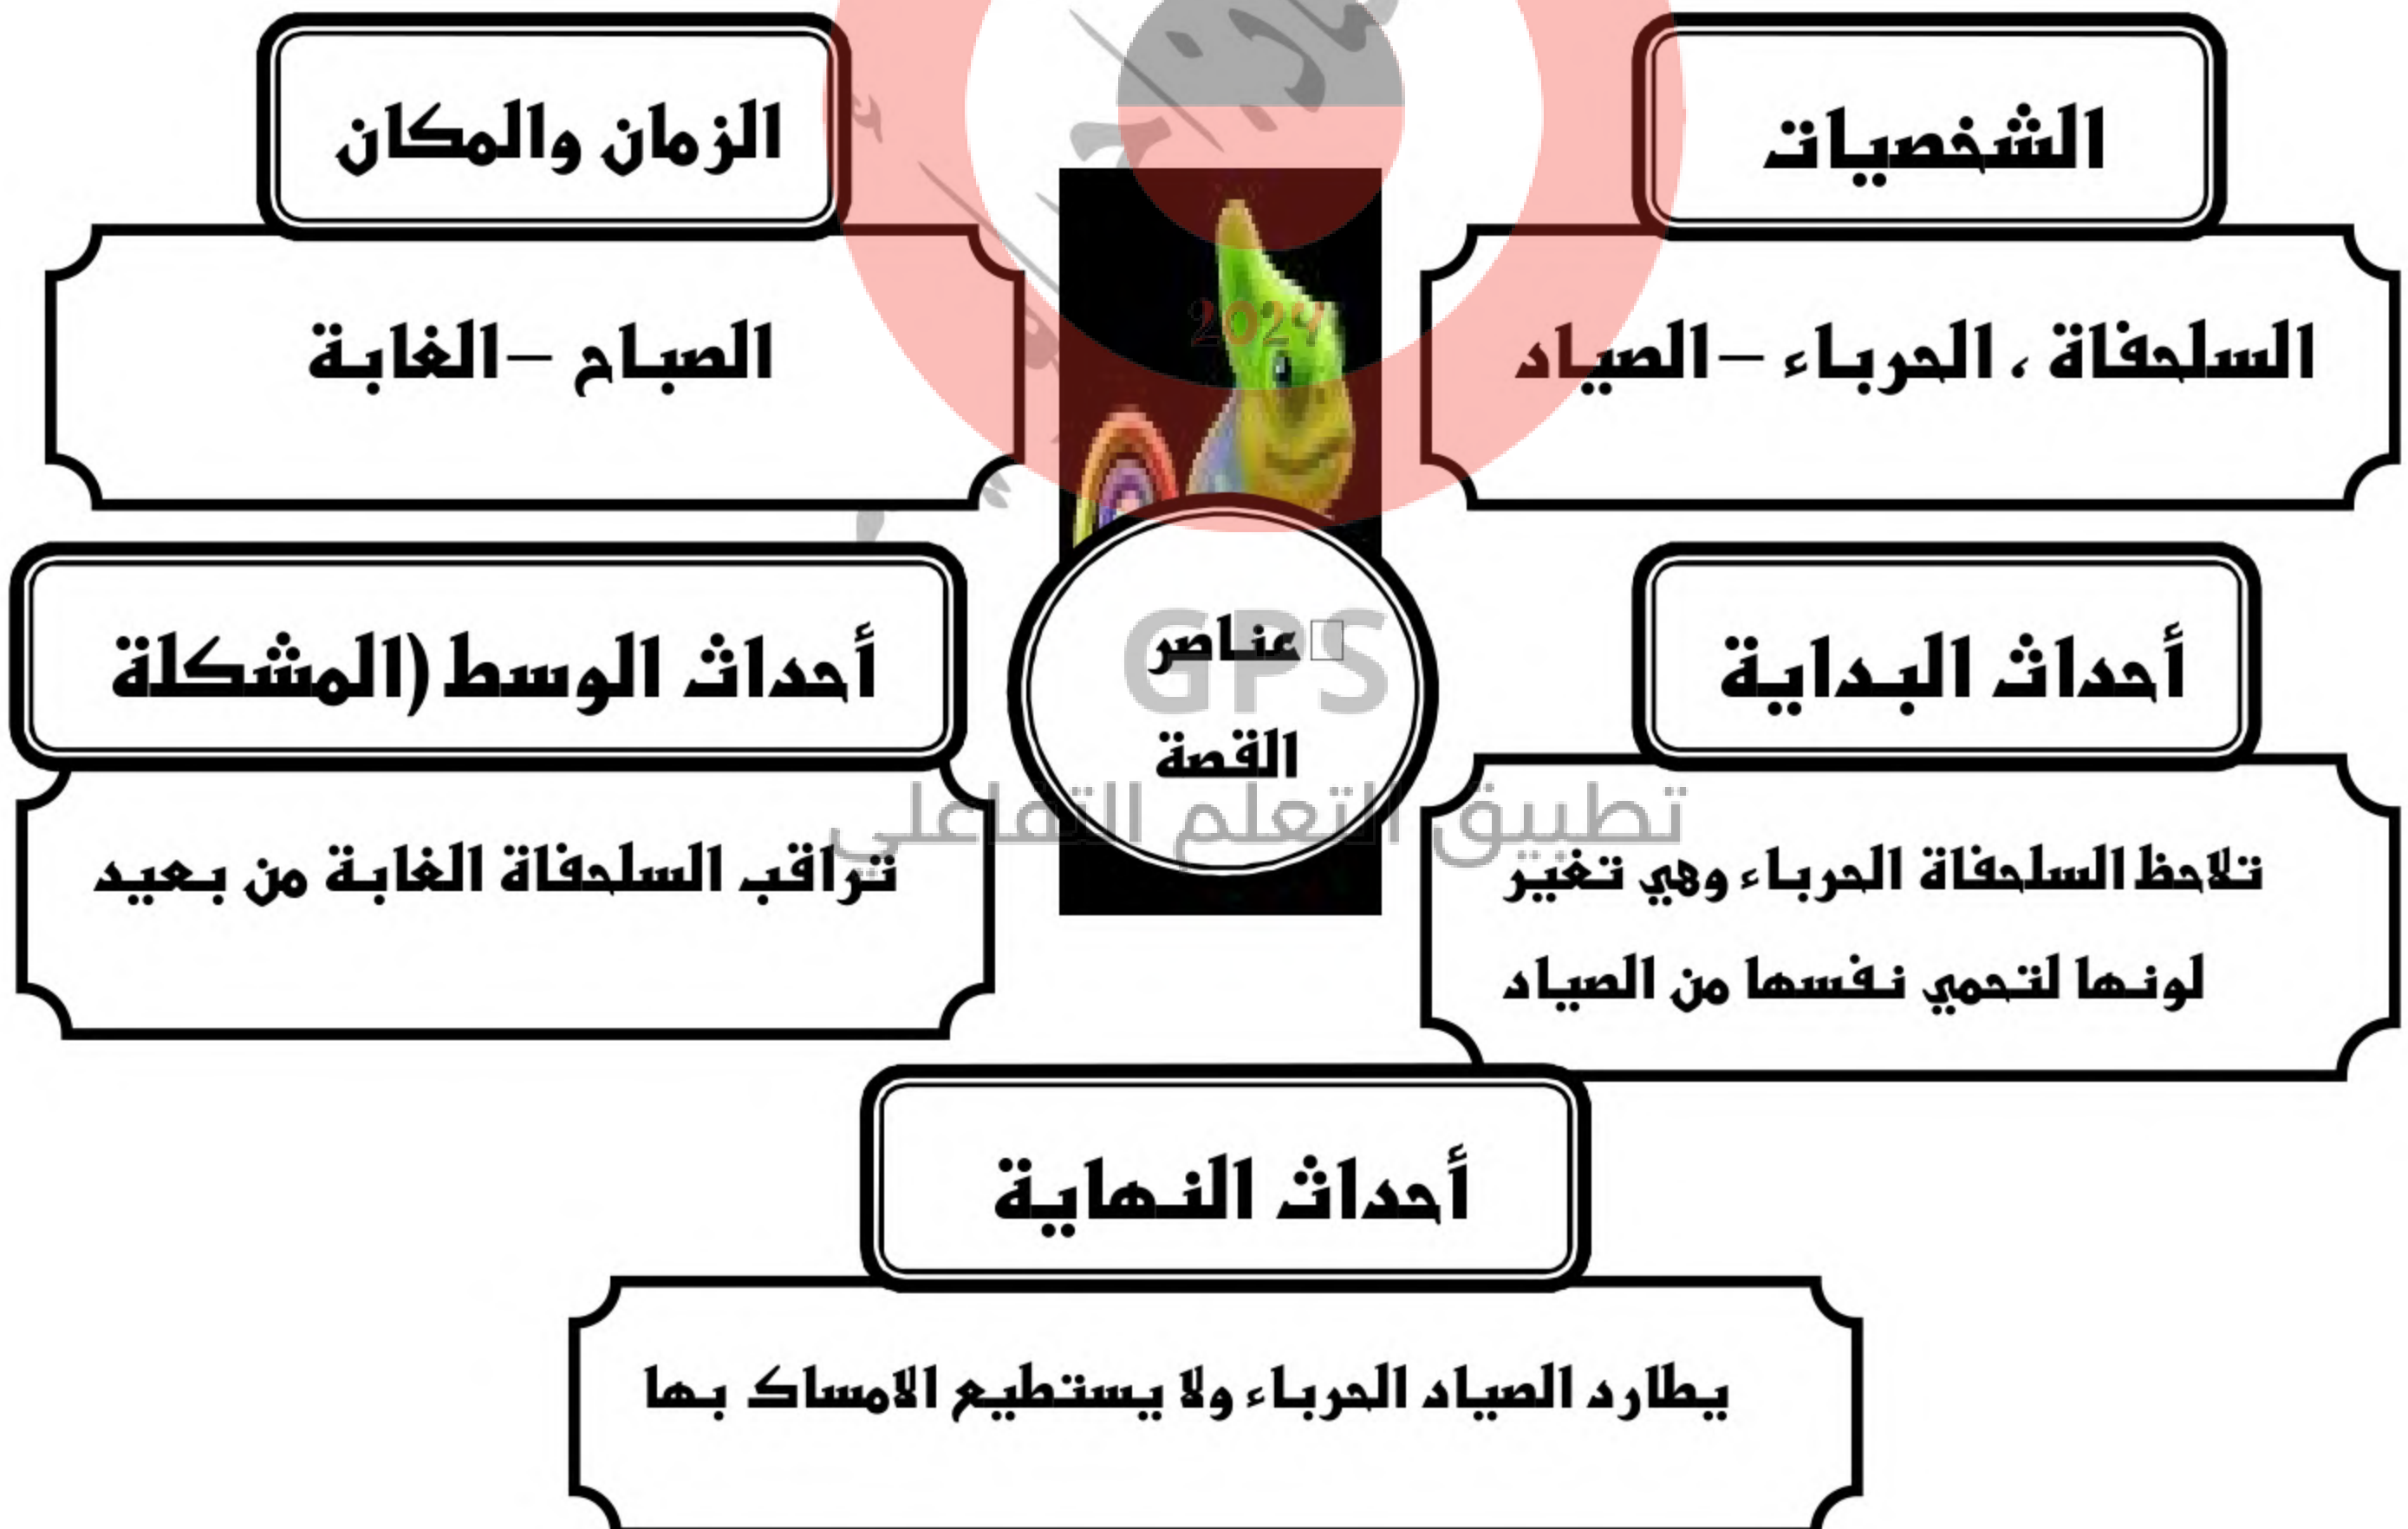 الشخصيات
السلحفاة ، الحرباء – الصياد
الزمان والمكان
الصباح – الغابة
2024
عناصر
القصة
GPS
تطبيق التعلم التفاعلي
أحداث البداية
تلاحظ السلحفاة الحرباء وهي تغير
لونها لتحمي نفسها من الصياد
أحداث الوسط (المشكلة
تراقب السلحفاة الغابة من بعيد
أحداث النهاية
يطارد الصياد الحرباء ولا يستطيع الامساك بها